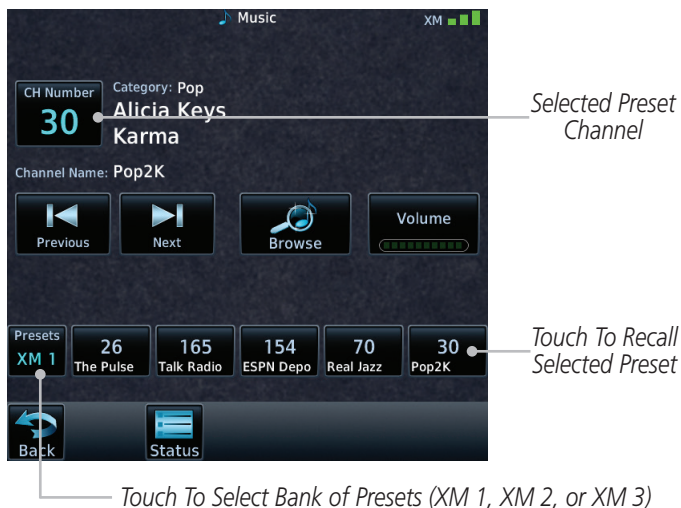 Music
XM
CH Number
30
Category: Pop
Alicia Keys
Karma
Selected Preset
Channel
Channel Name: Pop2K
Previous
Next
Browse
Volume
Presets
XM 1
26
The Pulse
165
Talk Radio
154
ESPN Depo
70
Real Jazz
30
Pop2K
Touch To Recall
Selected Preset
Back
Status
Touch To Select Bank of Presets (XM 1, XM 2, or XM 3)